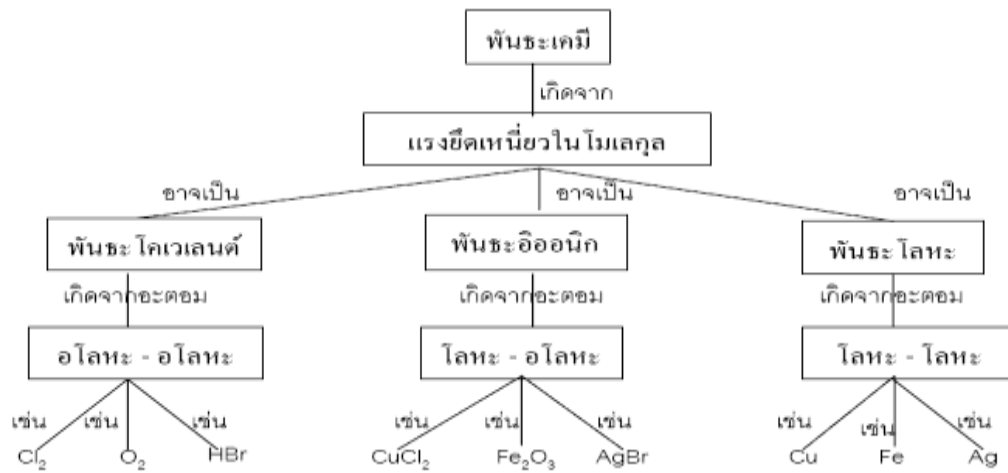 พันธะเคมี
เกิดจาก
แรงยึดเหนี่ยวในโมเลกุล
อาจเป็น อาจเป็น อาจเป็น
พันธะโคเวเลนต์ พันธะอิออนิก พันธะโลหะ
เกิดจากอะตอม เกิดจากอะตอม เกิดจากอะตอม
อโลหะ - อโลหะ โลหะ - อโลหะ โลหะ - โลหะ
เช่น เช่น เช่น เช่น เช่น เช่น เช่น เช่น เช่น
Cl₂ O₂ HBr CuCl₂ Fe₂O₃ AgBr Cu Fe Ag